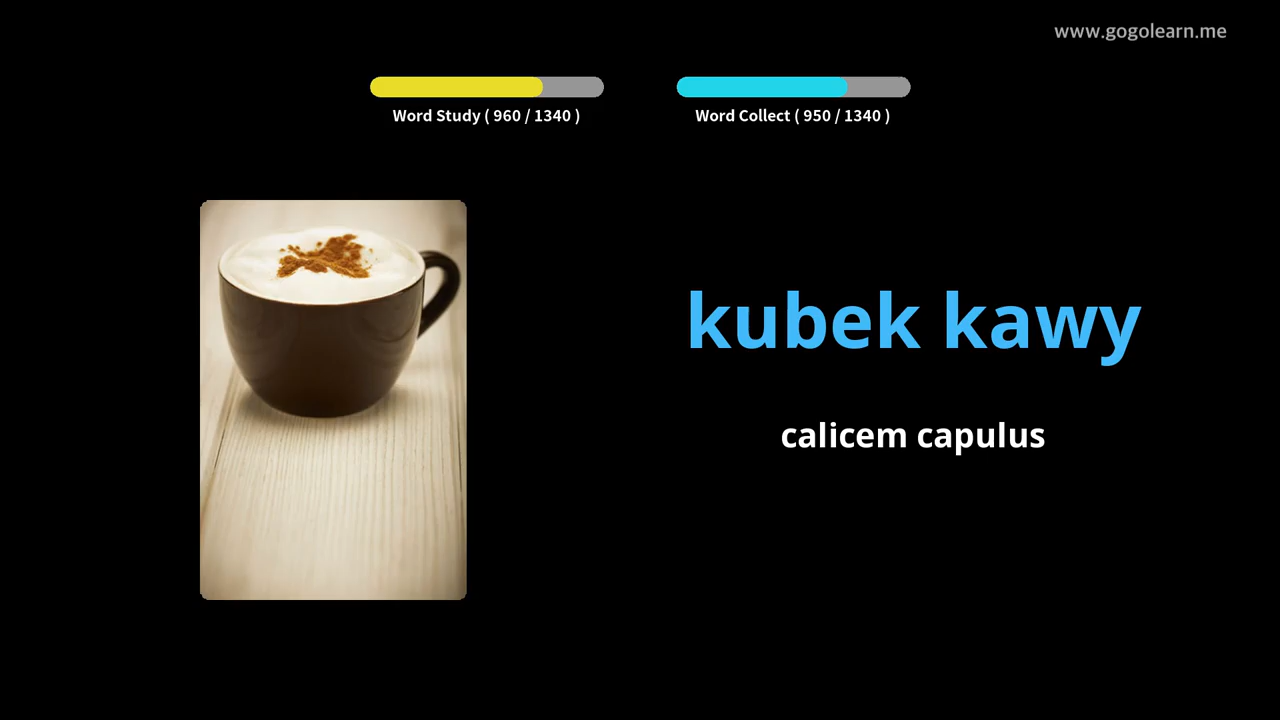 www.gogolearn.me
Word Study ( 960 / 1340 )
Word Collect ( 950 / 1340 )
kubek kawy
calicem capulus